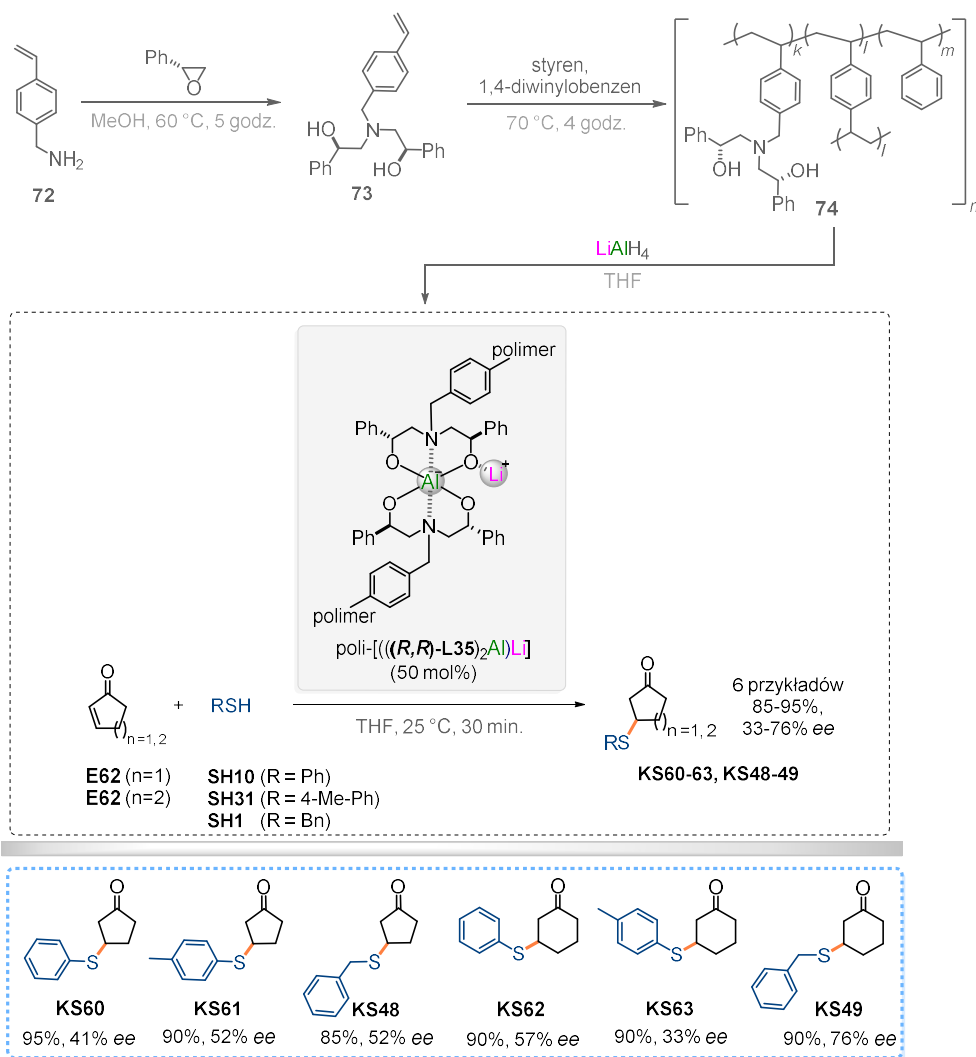 Ph
O
MeOH, 60 °C, 5 godz.
NH2
72
HO
N
Ph
HO
Ph
73
styren,
1,4-diwinylobenzen
70 °C, 4 godz.
k
l
m
Ph
OH
N
OH
Ph
l
74
n
LiAlH4
THF
polimer
Ph
N
Ph
O
O
Li+
Al
O
O
Ph
N
Ph
polimer
poli-[(((R,R)-L35)2Al)Li]
(50 mol%)
O
( )n=1, 2
+
RSH
THF, 25 °C, 30 min.
O
RS
( )n=1, 2
6 przykładów
85-95%,
33-76% ee
KS60-63, KS48-49
E62 (n=1)
E62 (n=2)
SH10 (R = Ph)
SH31 (R = 4-Me-Ph)
SH1 (R = Bn)
O
S
KS60
95%, 41% ee
O
S
KS61
90%, 52% ee
O
S
KS48
85%, 52% ee
O
S
KS62
90%, 57% ee
O
S
KS63
90%, 33% ee
O
S
KS49
90%, 76% ee